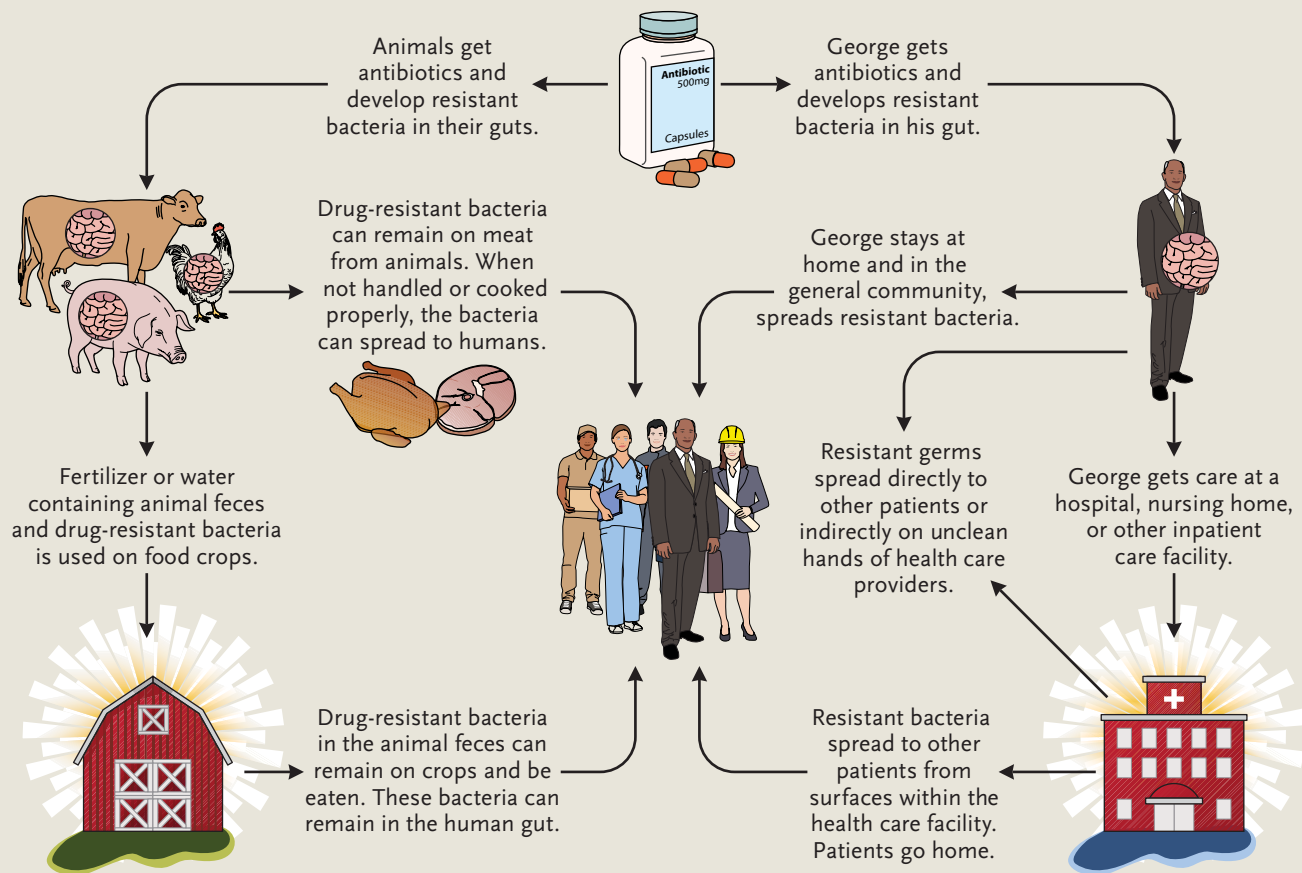 Animals get
antibiotics and
develop resistant
bacteria in their guts.
Antibiotic
500mg
Capsules
George gets
antibiotics and
develops resistant
bacteria in his gut.
Drug-resistant bacteria
can remain on meat
from animals. When
not handled or cooked
properly, the bacteria
can spread to humans.
George stays at
home and in the
general community,
spreads resistant bacteria.
Fertilizer or water
containing animal feces
and drug-resistant bacteria
is used on food crops.
Resistant germs
spread directly to
other patients or
indirectly on unclean
hands of health care
providers.
George gets care at a
hospital, nursing home,
or other inpatient
care facility.
Drug-resistant bacteria
in the animal feces can
remain on crops and be
eaten. These bacteria can
remain in the human gut.
Resistant bacteria
spread to other
patients from
surfaces within the
health care facility.
Patients go home.